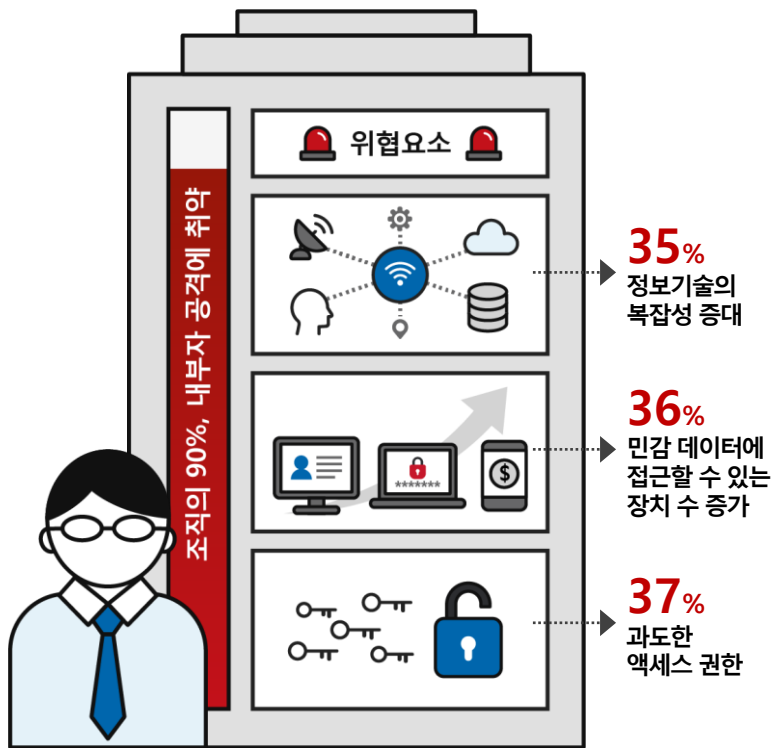 위협요소
조직의 90%, 내부자 공격에 취약
35%
정보기술의
복잡성 증대
*******
$
36%
민감 데이터에
접근할 수 있는
장치 수 증가
37%
과도한
액세스 권한